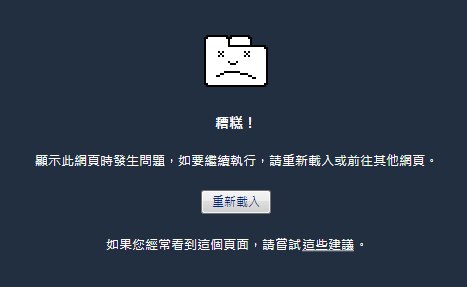 糟糕！
顯示此網頁時發生問題，如要繼續執行，請重新載入或前往其他網頁。
重新載入
如果您經常看到這個頁面，請嘗試這些建議。